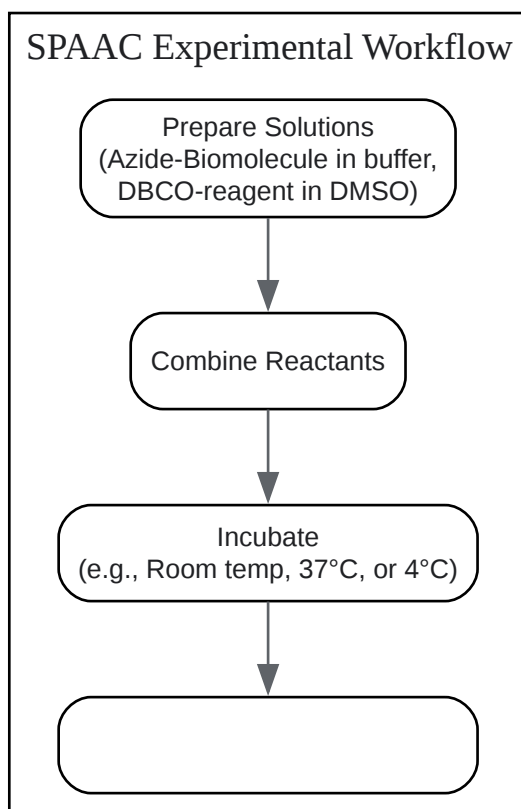 SPAAC Experimental Workflow
Prepare Solutions
(Azide-Biomolecule in buffer,
DBCO-reagent in DMSO)
Combine Reactants
Incubate
(e.g., Room temp, 37°C, or 4°C)